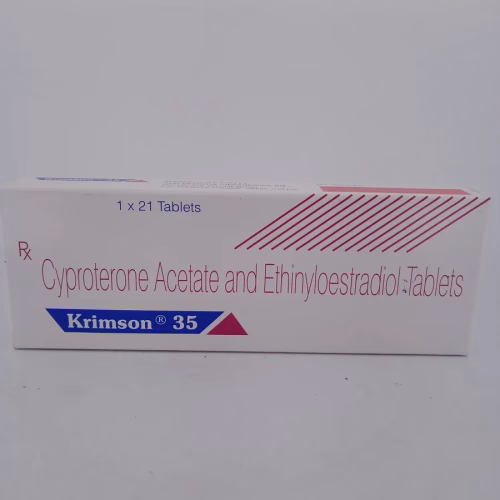 1 x 21 Tablets
Rx
Cyproterone Acetate and Ethinyloestradiol Tablets
Krimson® 35